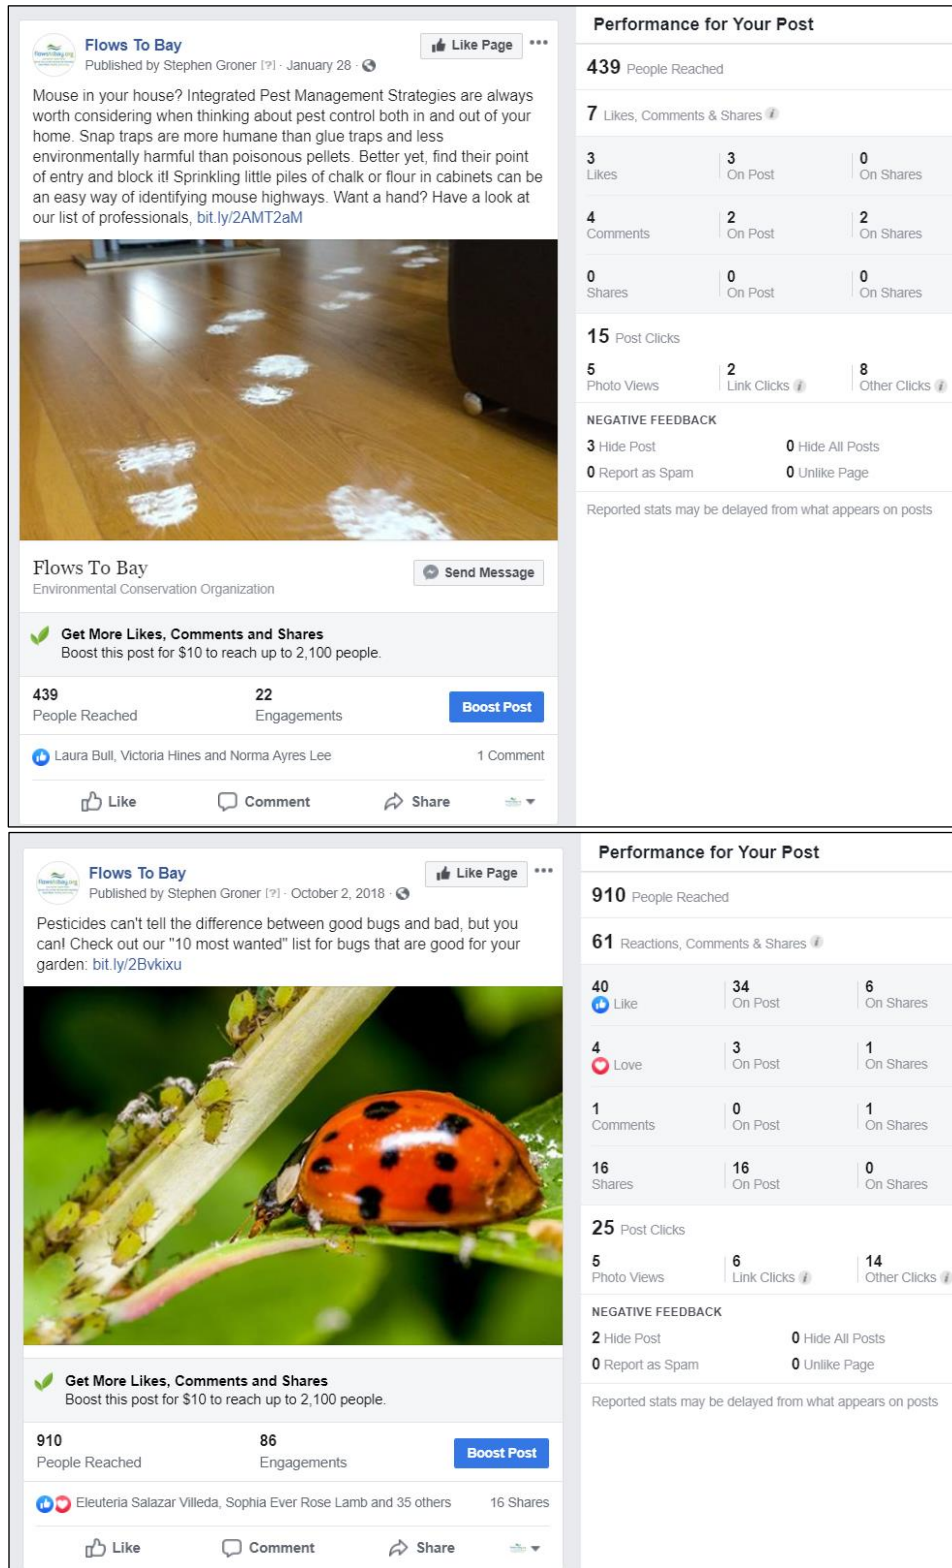 Flows To Bay
Like Page
Published by Stephen Groner [?] · January 28 ·
Mouse in your house? Integrated Pest Management Strategies are always
worth considering when thinking about pest control both in and out of your
home. Snap traps are more humane than glue traps and less
environmentally harmful than poisonous pellets. Better yet, find their point
of entry and block it! Sprinkling little piles of chalk or flour in cabinets can be
an easy way of identifying mouse highways. Want a hand? Have a look at
our list of professionals, bit.ly/2AMT2aM
Flows To Bay
Environmental Conservation Organization
Send Message
Get More Likes, Comments and Shares
Boost this post for $10 to reach up to 2,100 people.
439 22
People Reached Engagements
Boost Post
Laura Bull, Victoria Hines and Norma Ayres Lee 1 Comment
Like Comment Share
Performance for Your Post
439 People Reached
7 Likes, Comments & Shares
3 3 0
Likes On Post On Shares
4 2 2
Comments On Post On Shares
0 0 0
Shares On Post On Shares
15 Post Clicks
5 2 8
Photo Views Link Clicks Other Clicks
NEGATIVE FEEDBACK
3 Hide Post 0 Hide All Posts
0 Report as Spam 0 Unlike Page
Reported stats may be delayed from what appears on posts
Flows To Bay
Like Page
Published by Stephen Groner [?] · October 2, 2018 ·
Pesticides can't tell the difference between good bugs and bad, but you
can! Check out our "10 most wanted" list for bugs that are good for your
garden: bit.ly/2Bvkixu
Get More Likes, Comments and Shares
Boost this post for $10 to reach up to 2,100 people.
910 86
People Reached Engagements
Boost Post
Eleuteria Salazar Villeda, Sophia Ever Rose Lamb and 35 others 16 Shares
Like Comment Share
Performance for Your Post
910 People Reached
61 Reactions, Comments & Shares
40 34 6
Like On Post On Shares
4 3 1
Love On Post On Shares
1 0 1
Comments On Post On Shares
16 16 0
Shares On Post On Shares
25 Post Clicks
5 6 14
Photo Views Link Clicks Other Clicks
NEGATIVE FEEDBACK
2 Hide Post 0 Hide All Posts
0 Report as Spam 0 Unlike Page
Reported stats may be delayed from what appears on posts